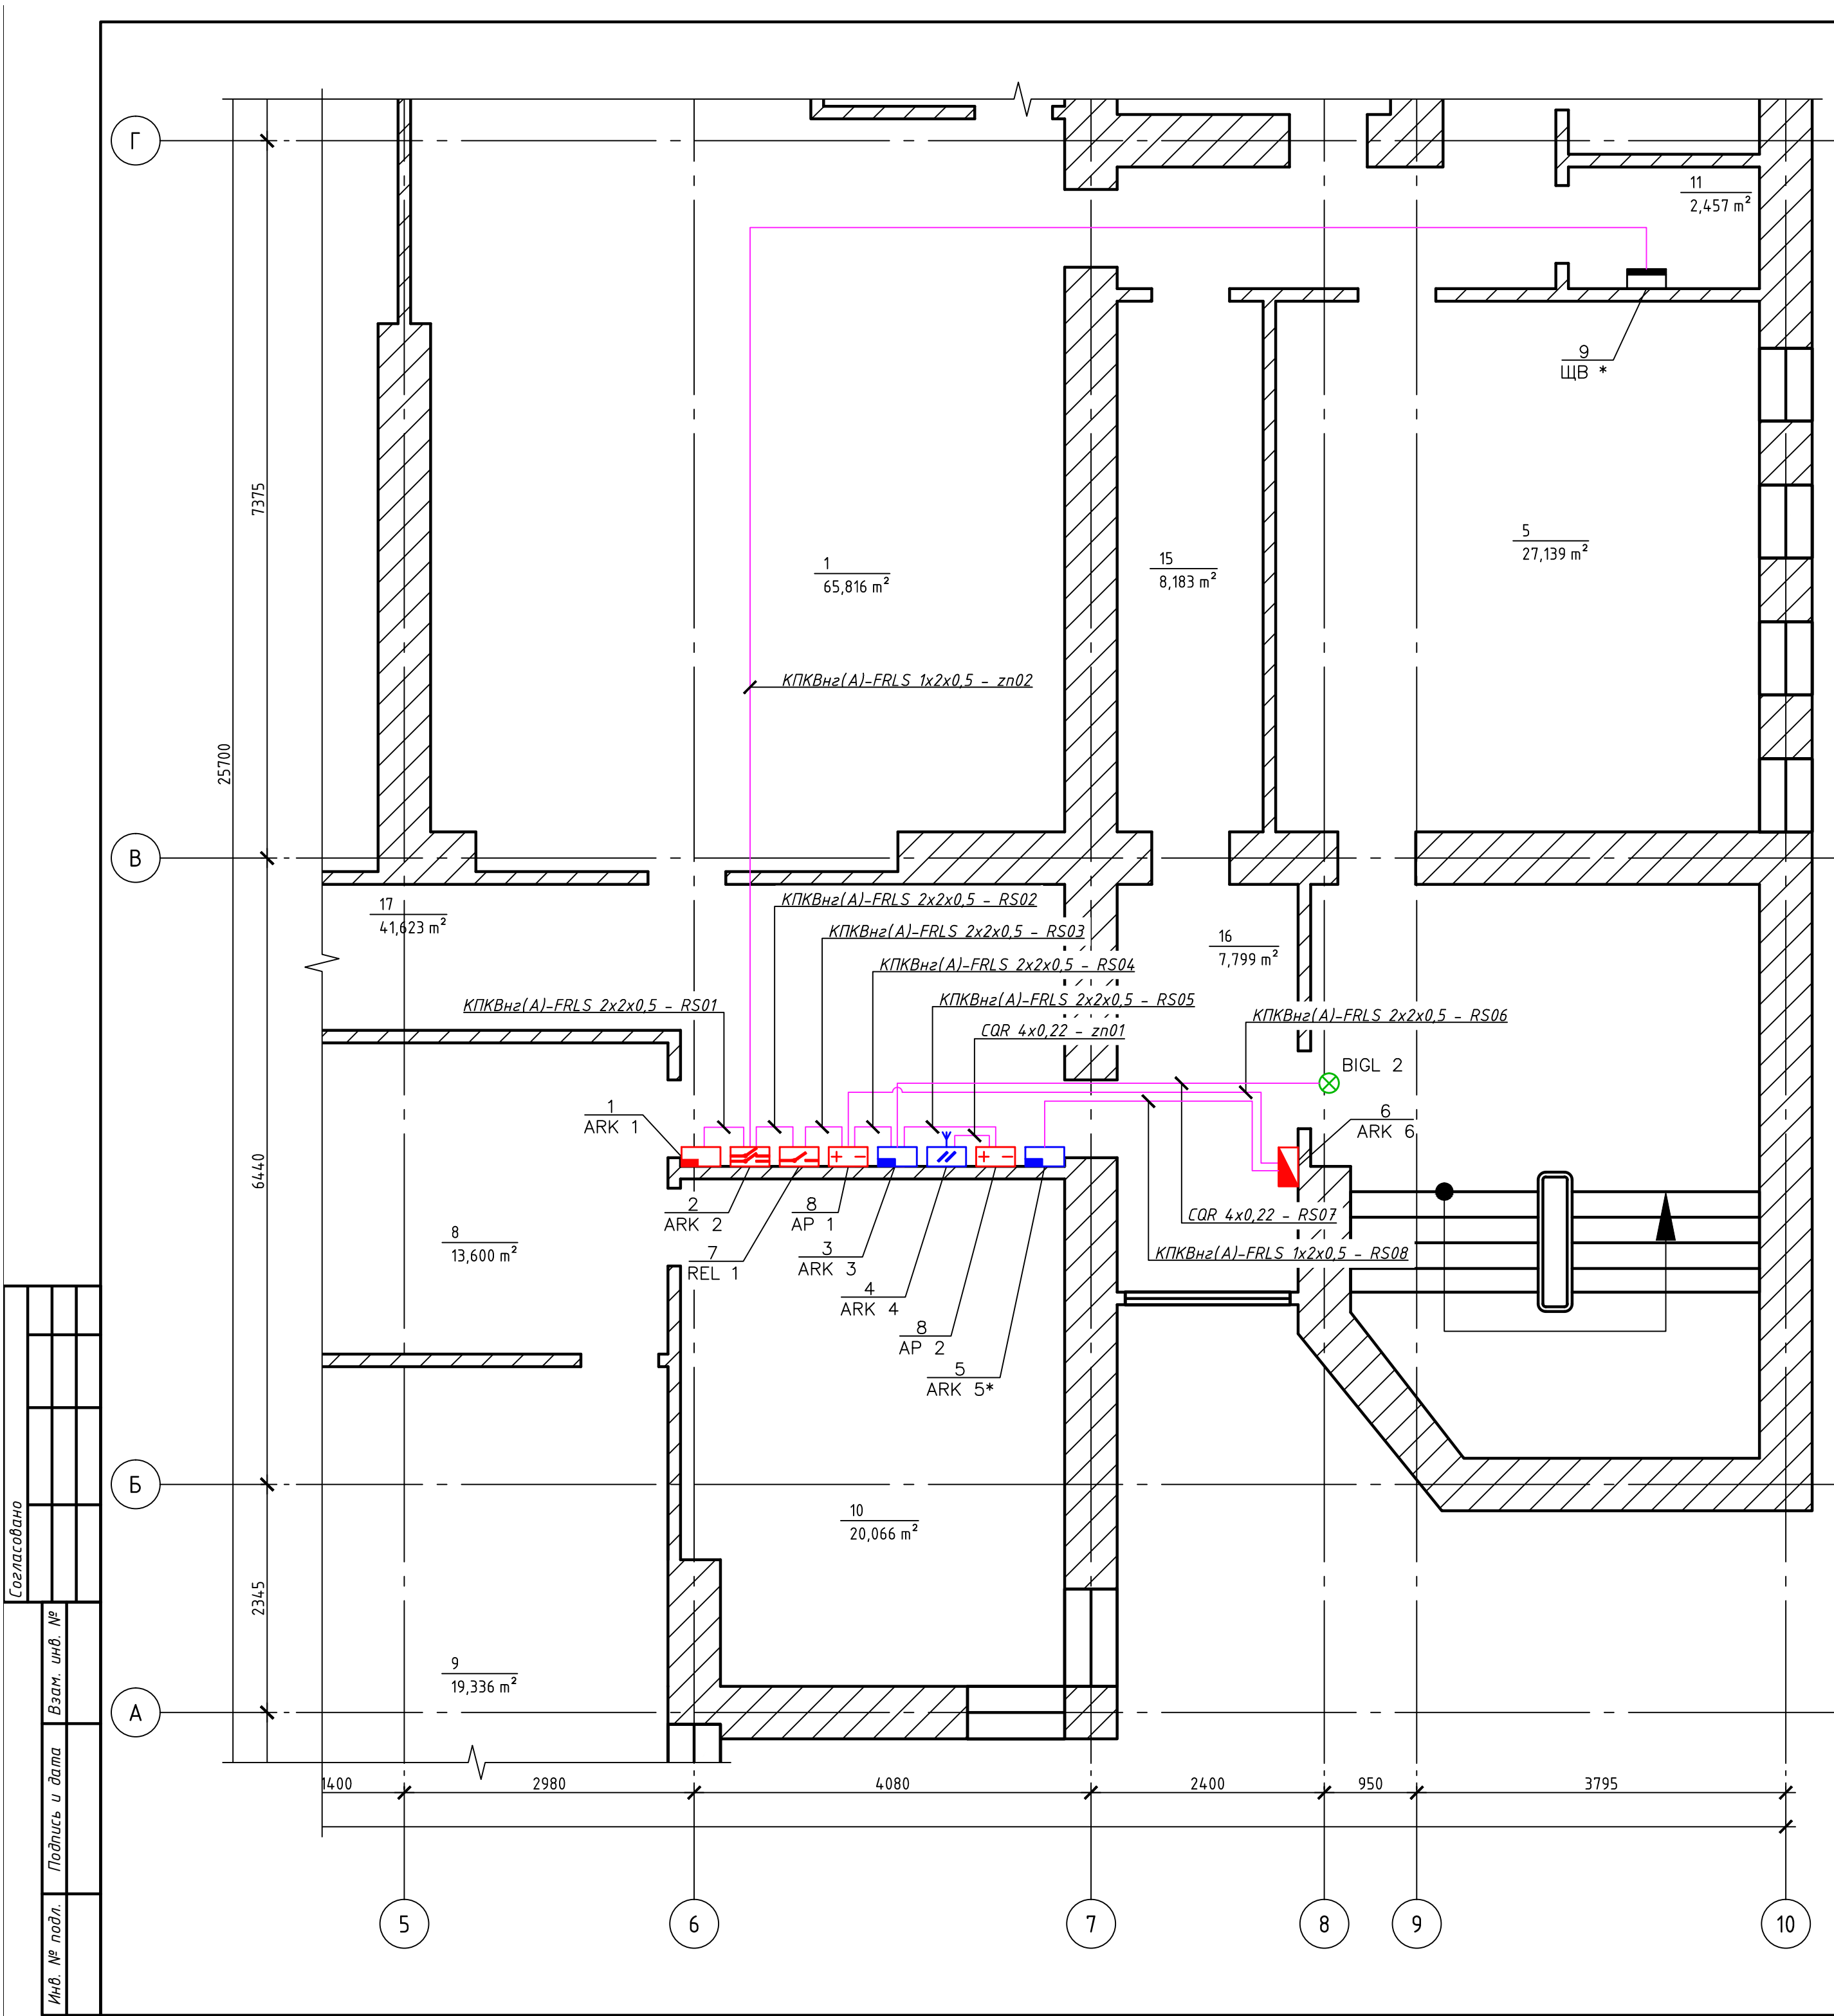 Г
11
2,457 m²
9
ЩВ *
7375
5
27,139 m²
15
8,183 m²
1
65,816 m²
КПКВнг(А)-FRLS 1x2x0,5 - zn02
25700
В
17
41,623 m²
КПКВнг(А)-FRLS 2x2x0,5 - RS02
КПКВнг(А)-FRLS 2x2x0,5 - RS03
16
7,799 m²
КПКВнг(А)-FRLS 2x2x0,5 - RS04
КПКВнг(А)-FRLS 2x2x0,5 - RS01
КПКВнг(А)-FRLS 2x2x0,5 - RS05
КПКВнг(А)-FRLS 2x2x0,5 - RS06
CQR 4x0,22 - zn01
BIGL 2
1
ARK 1
6
ARK 6
6440
2
ARK 2
8
AP 1
CQR 4x0,22 - RS07
8
13,600 m²
7
REL 1
3
ARK 3
КПКВнг(А)-FRLS 1x2x0,5 - RS08
4
ARK 4
8
AP 2
5
ARK 5*
Б
10
20,066 m²
2345
9
19,336 m²
А
1400
2980
4080
2400
950
3795
5
6
7
8
9
10
Согласовано
Взам. инв. №
Подпись и дата
Инв. № подл.